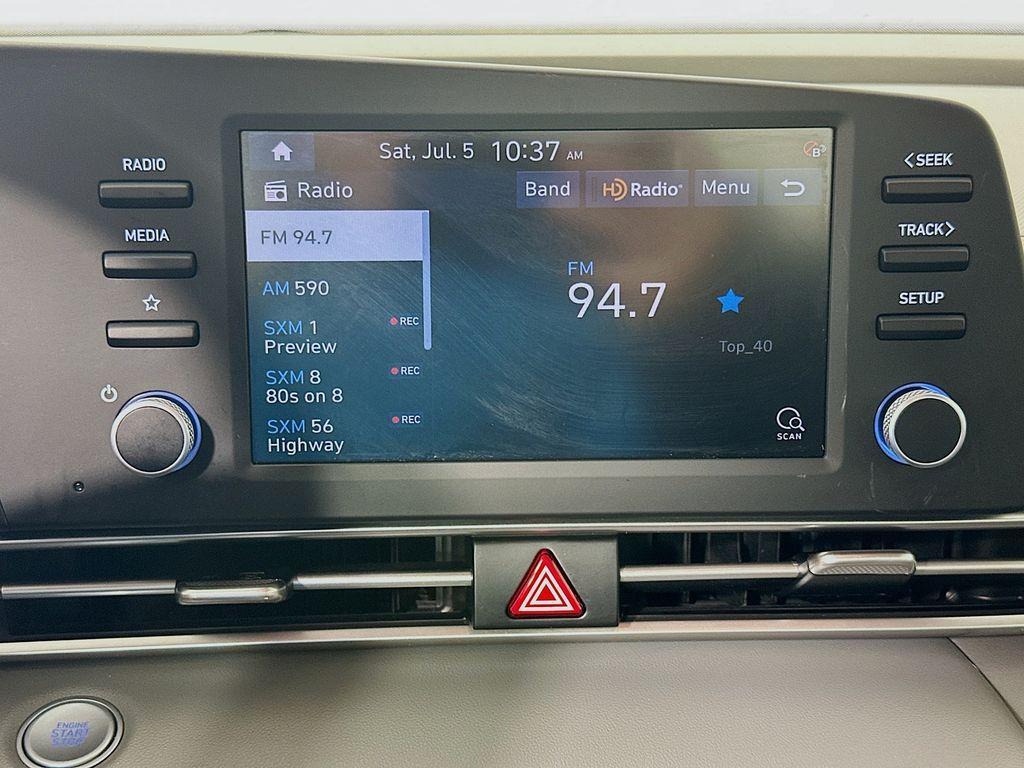 RADIO
MEDIA
Sat, Jul. 5 10:37 AM
B
Radio
Band
HD Radio
Menu
FM 94.7
AM 590
SXM 1 REC
Preview
SXM 8 REC
80s on 8
SXM 56 REC
Highway
FM
94.7
Top_40
SCAN
<SEEK
TRACK>
SETUP
ENGINE
START
STOP